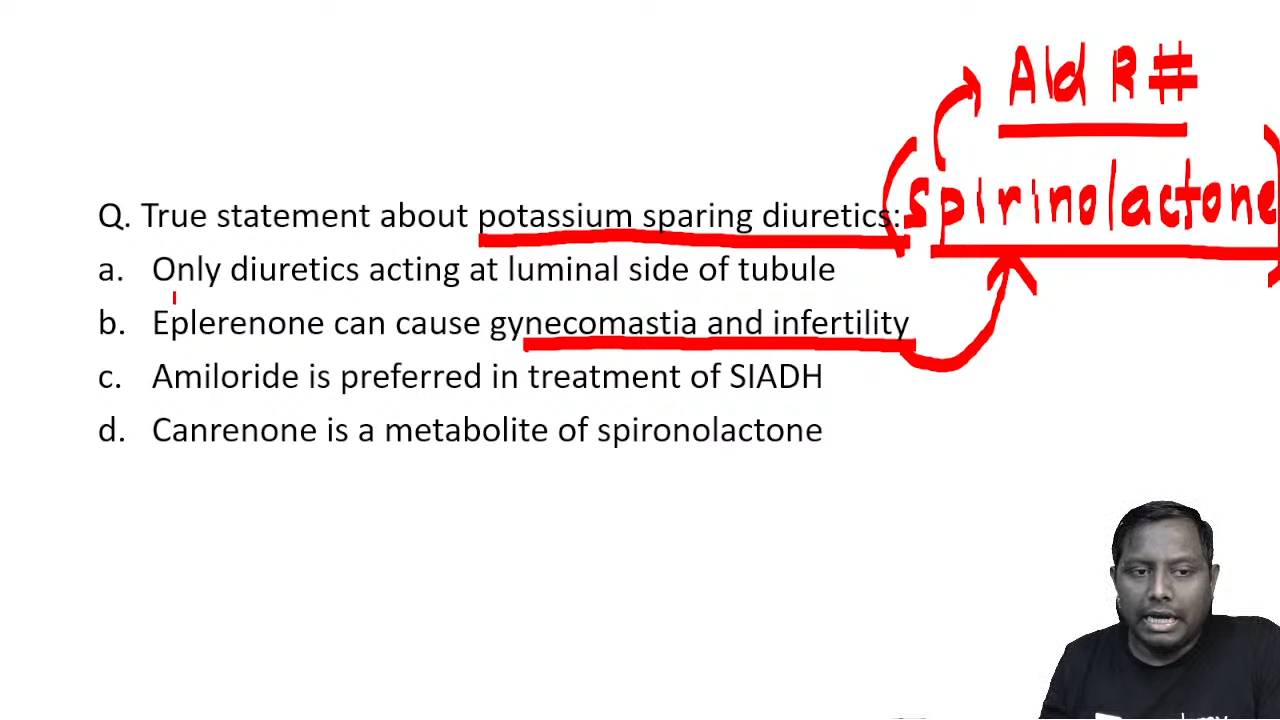 Ald R #
spirinolactone
Q. True statement about potassium sparing diuretics:
a. Only diuretics acting at luminal side of tubule
b. Eplerenone can cause gynecomastia and infertility
c. Amiloride is preferred in treatment of SIADH
d. Canrenone is a metabolite of spironolactone